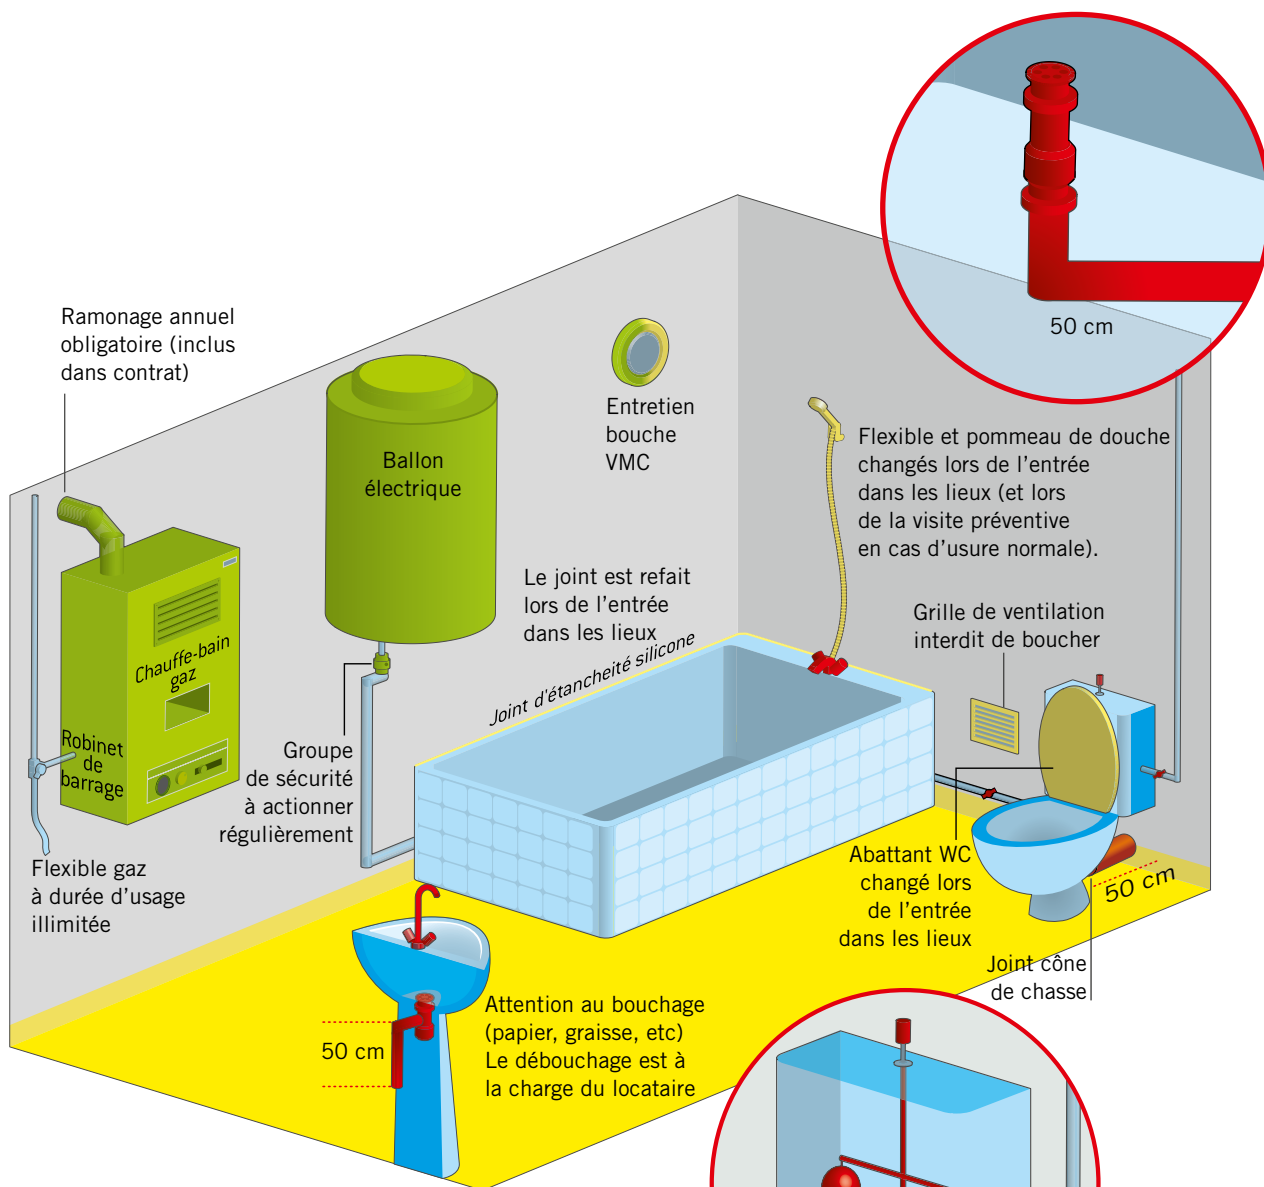 50 cm
Ramonage annuel
obligatoire (inclus
dans contrat)
Entretien
bouche
VMC
Ballon
électrique
Flexible et pommeau de douche
changés lors de l'entrée
dans les lieux (et lors
de la visite préventive
en cas d'usure normale).
Le joint est refait
lors de l'entrée
dans les lieux
Joint d'étancheité silicone
Grille de ventilation
interdit de boucher
Chauffe-bain
gaz
Robinet
de
barrage
Groupe
de sécurité
à actionner
régulièrement
Flexible gaz
à durée d'usage
illimitée
Abattant WC
changé lors
de l'entrée
dans les lieux
50 cm
Joint cône
de chasse
Attention au bouchage
(papier, graisse, etc)
Le débouchage est à
la charge du locataire
50 cm